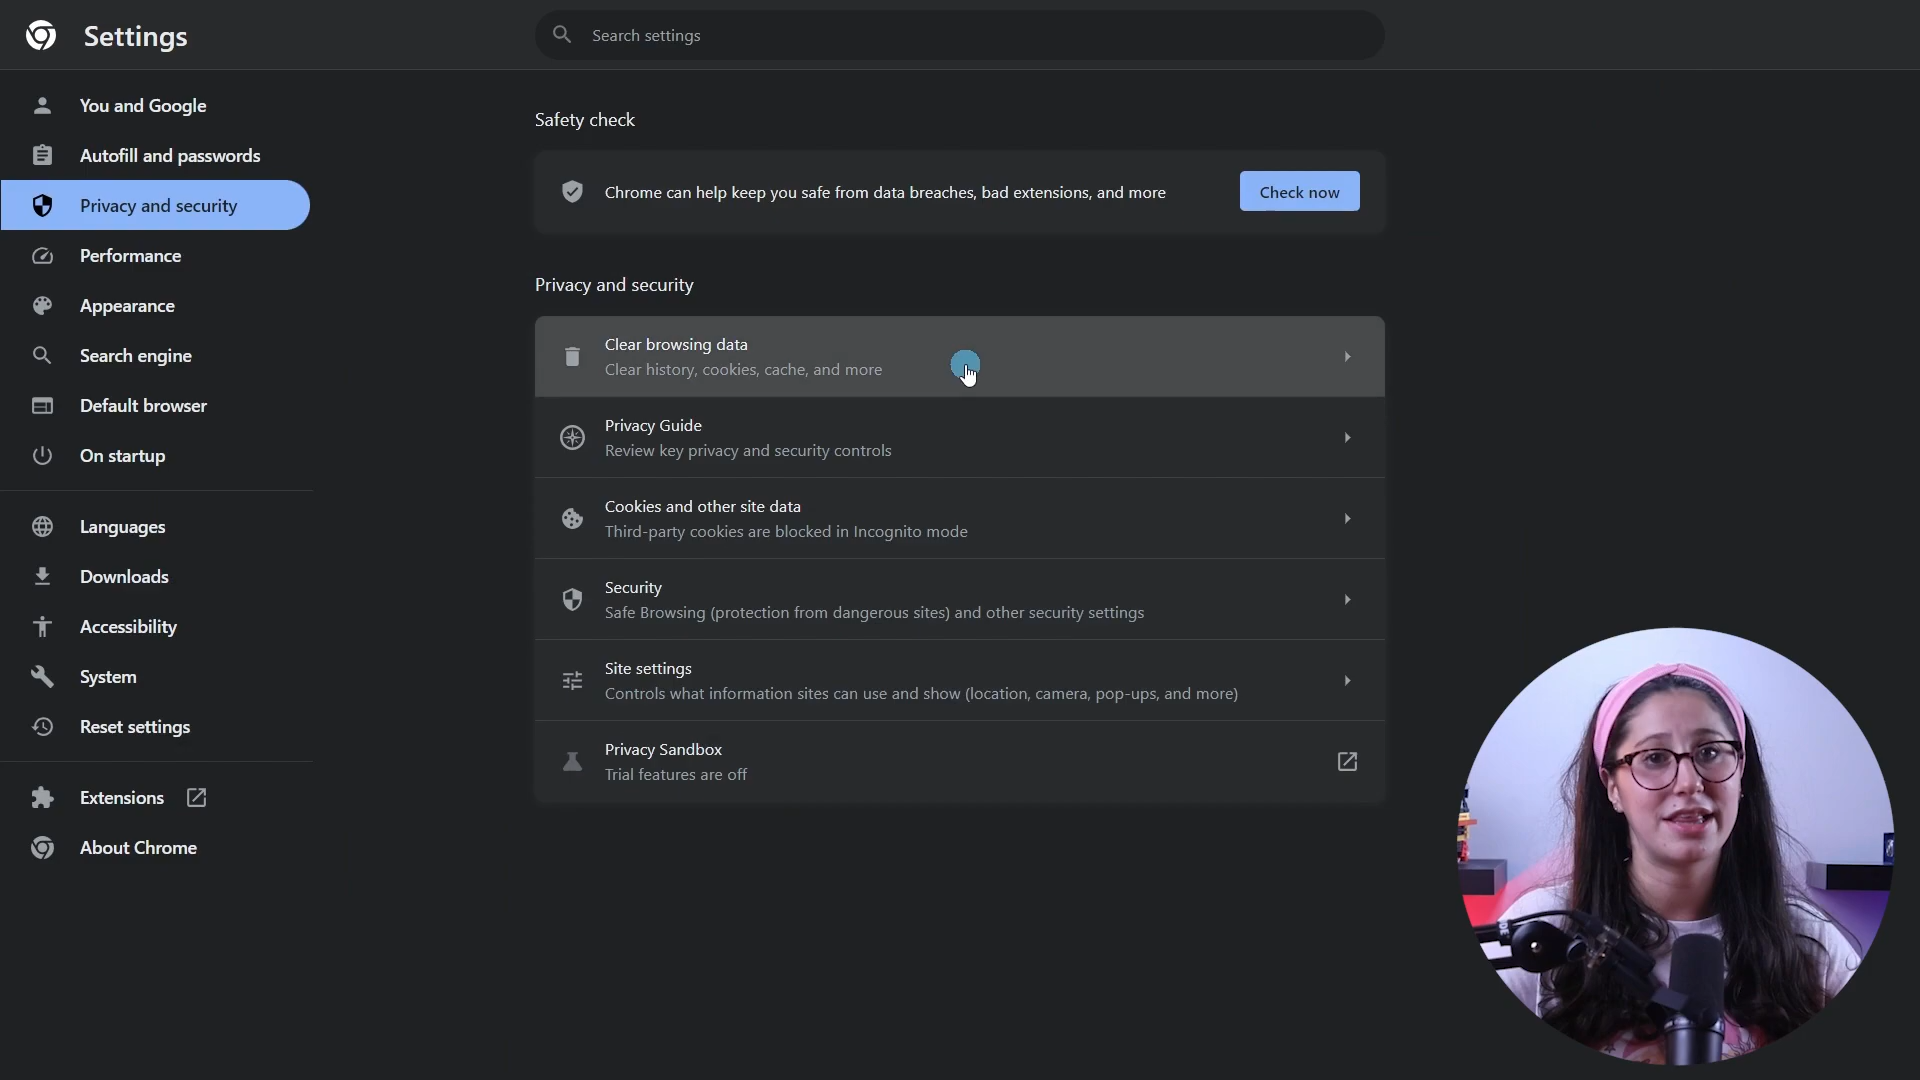 Settings
Search settings
You and Google
Autofill and passwords
Privacy and security
Performance
Appearance
Search engine
Default browser
On startup
Languages
Downloads
Accessibility
System
Reset settings
Extensions
About Chrome
Safety check
Chrome can help keep you safe from data breaches, bad extensions, and more
Check now
Privacy and security
Clear browsing data
Clear history, cookies, cache, and more
Privacy Guide
Review key privacy and security controls
Cookies and other site data
Third-party cookies are blocked in Incognito mode
Security
Safe Browsing (protection from dangerous sites) and other security settings
Site settings
Controls what information sites can use and show (location, camera, pop-ups, and more)
Privacy Sandbox
Trial features are off